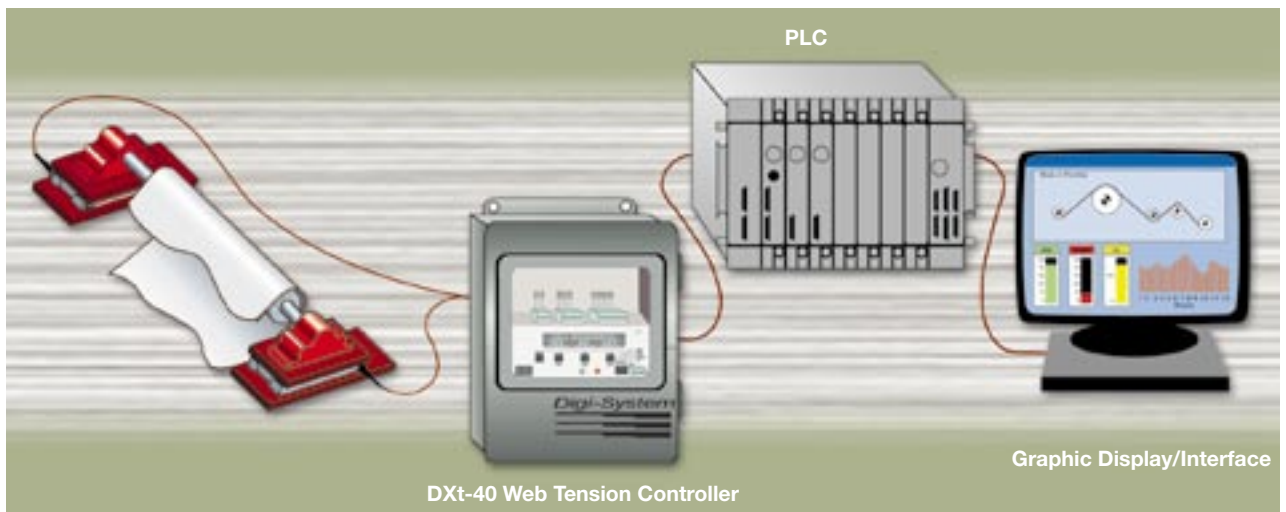 PLC
Digi-System
Graphic Display/Interface
DXt-40 Web Tension Controller